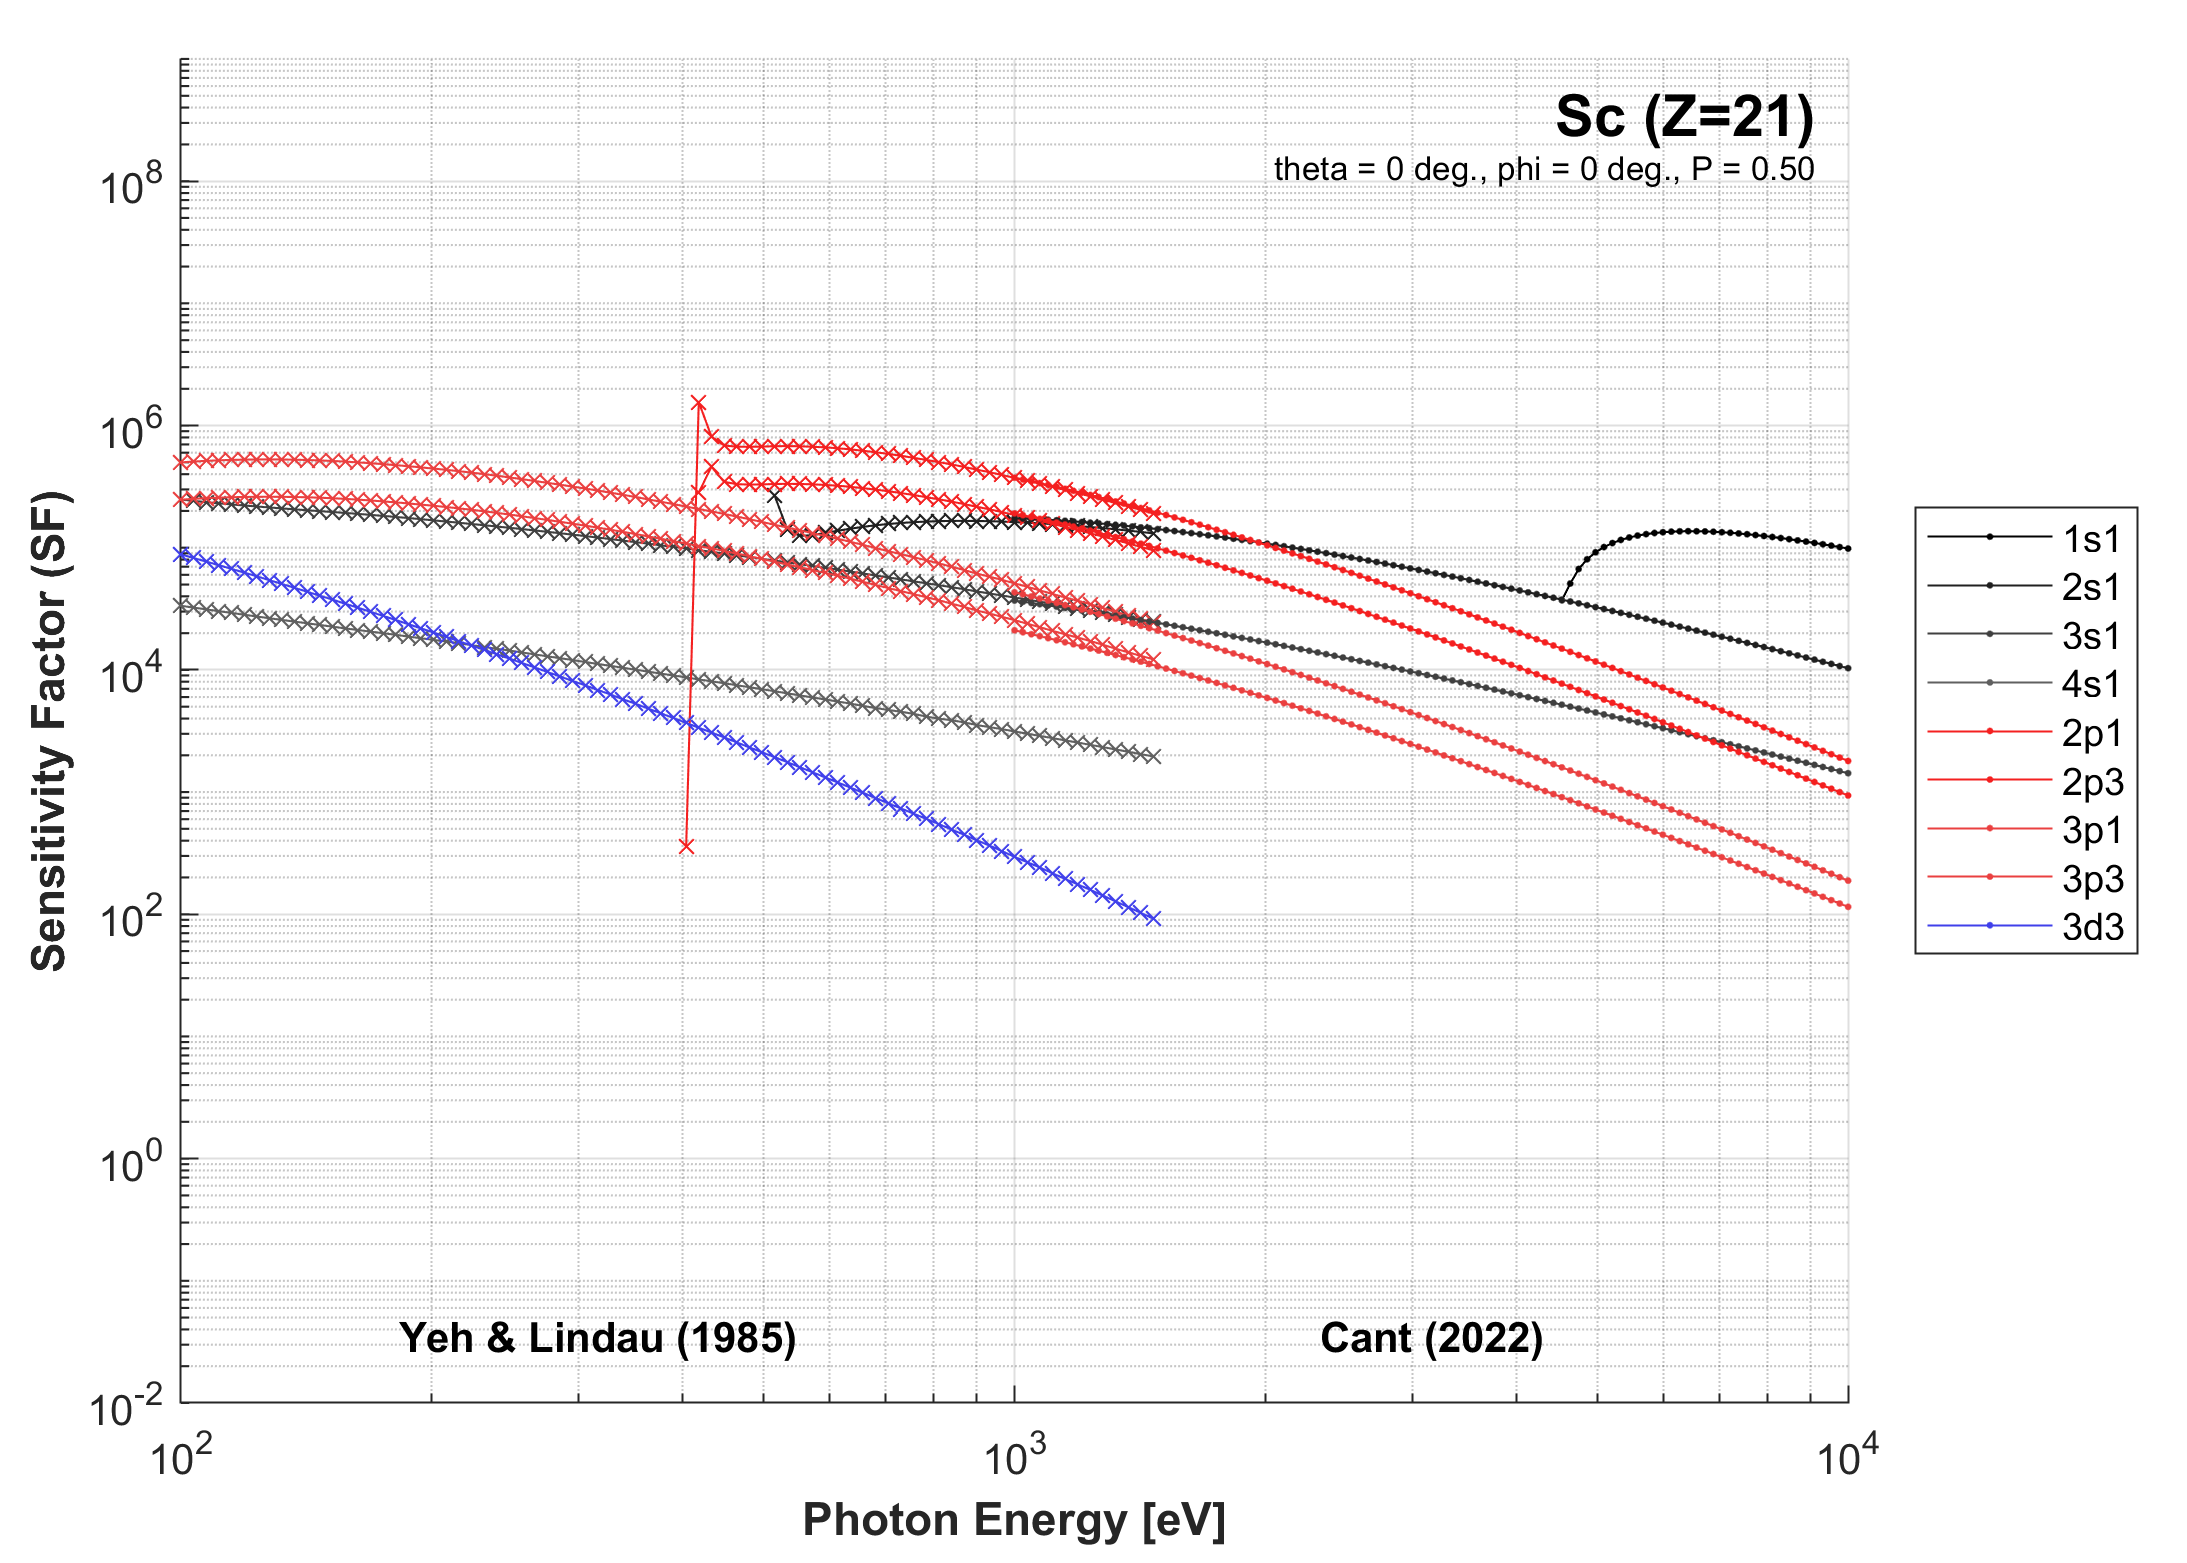 Sc (Z=21)
theta = 0 deg., phi = 0 deg., P = 0.50
10^8
10^6
10^4
10^2
10^0
10^-2
Sensitivity Factor (SF)
1s1
2s1
3s1
4s1
2p1
2p3
3p1
3p3
3d3
Yeh & Lindau (1985)
Cant (2022)
10^2
10^3
10^4
Photon Energy [eV]